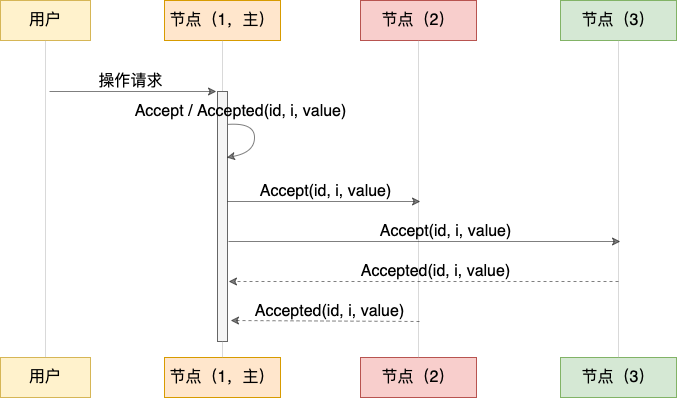 用户
节点（1，主）
节点（2）
节点（3）
操作请求
Accept / Accepted(id, i, value)
Accept(id, i, value)
Accept(id, i, value)
Accepted(id, i, value)
Accepted(id, i, value)
用户
节点（1，主）
节点（2）
节点（3）